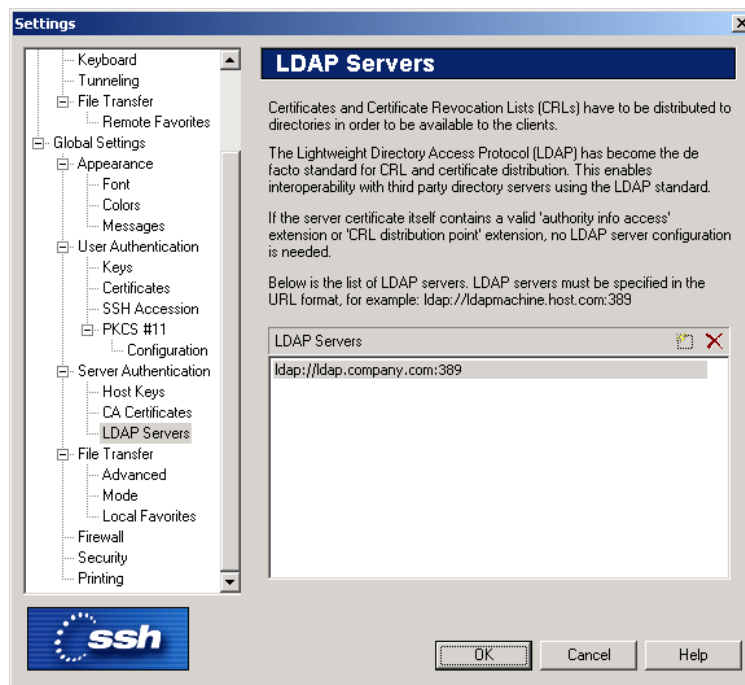 Settings
Keyboard
Tunneling
File Transfer
Remote Favorites
Global Settings
Appearance
Font
Colors
Messages
User Authentication
Keys
Certificates
SSH Accession
PKCS #11
Configuration
Server Authentication
Host Keys
CA Certificates
LDAP Servers
File Transfer
Advanced
Mode
Local Favorites
Firewall
Security
Printing
ssh
LDAP Servers
Certificates and Certificate Revocation Lists (CRLs) have to be distributed to
directories in order to be available to the clients.
The Lightweight Directory Access Protocol (LDAP) has become the de
facto standard for CRL and certificate distribution. This enables
interoperability with third party directory servers using the LDAP standard.
If the server certificate itself contains a valid 'authority info access'
extension or 'CRL distribution point' extension, no LDAP server configuration
is needed.
Below is the list of LDAP servers. LDAP servers must be specified in the
URL format, for example: ldap://ldapmachine.host.com:389
LDAP Servers
ldap://ldap.company.com:389
OK
Cancel
Help